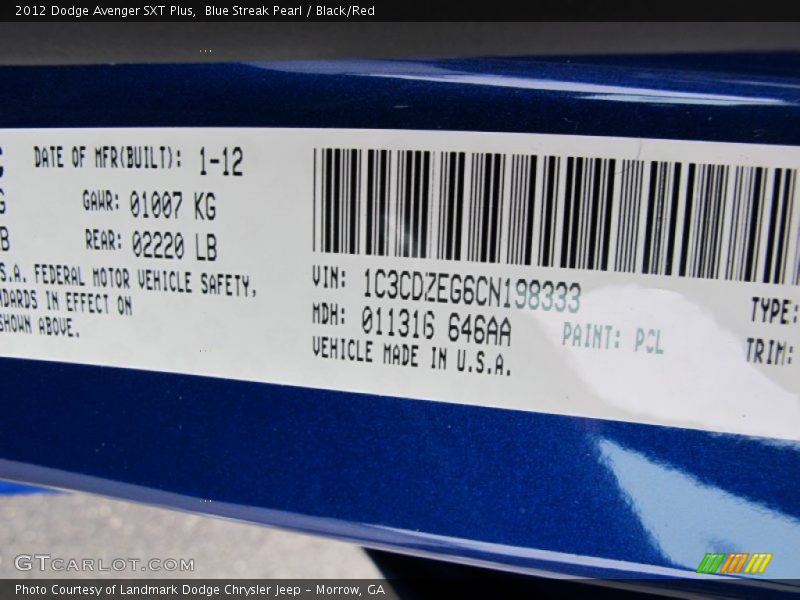 2012 Dodge Avenger SXT Plus,  Blue Streak Pearl / Black/Red
DATE OF MFR(BUILT): 1-12
GAWR: 01007 KG
REAR: 02220 LB
S.A. FEDERAL MOTOR VEHICLE SAFETY,
DARDS IN EFFECT ON
SHOWN ABOVE.
VIN: 1C3CDZEG6CN198333
MDH: 011316 646AA
PAINT: PCL
VEHICLE MADE IN U.S.A.
TYPE:
TRIM:
GTCARLOT.COM
Photo Courtesy of Landmark Dodge Chrysler Jeep - Morrow, GA